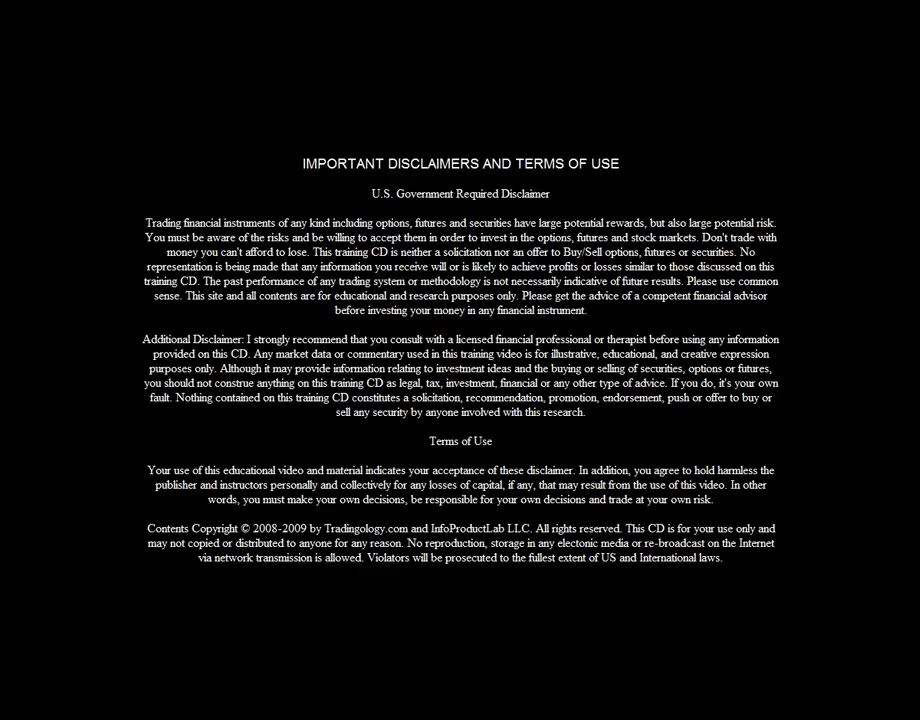 IMPORTANT DISCLAIMERS AND TERMS OF USE
U.S. Government Required Disclaimer
Trading financial instruments of any kind including options, futures and securities have large potential rewards, but also large potential risk.
You must be aware of the risks and be willing to accept them in order to invest in the options, futures and stock markets. Don't trade with
money you can't afford to lose. This training CD is neither a solicitation nor an offer to Buy/Sell options, futures or securities. No
representation is being made that any information you receive will or is likely to achieve profits or losses similar to those discussed on this
training CD. The past performance of any trading system or methodology is not necessarily indicative of future results. Please use common
sense. This site and all contents are for educational and research purposes only. Please get the advice of a competent financial advisor
before investing your money in any financial instrument.
Additional Disclaimer: I strongly recommend that you consult with a licensed financial professional or therapist before using any information
provided on this CD. Any market data or commentary used in this training video is for illustrative, educational, and creative expression
purposes only. Although it may provide information relating to investment ideas and the buying or selling of securities, options or futures,
you should not construe anything on this training CD as legal, tax, investment, financial or any other type of advice. If you do, it's your own
fault. Nothing contained on this training CD constitutes a solicitation, recommendation, promotion, endorsement, push or offer to buy or
sell any security by anyone involved with this research.
Terms of Use
Your use of this educational video and material indicates your acceptance of these disclaimer. In addition, you agree to hold harmless the
publisher and instructors personally and collectively for any losses of capital, if any, that may result from the use of this video. In other
words, you must make your own decisions, be responsible for your own decisions and trade at your own risk.
Contents Copyright © 2008-2009 by Tradingology.com and InfoProductLab LLC. All rights reserved. This CD is for your use only and
may not copied or distributed to anyone for any reason. No reproduction, storage in any electonic media or re-broadcast on the Internet
via network transmission is allowed. Violators will be prosecuted to the fullest extent of US and International laws.